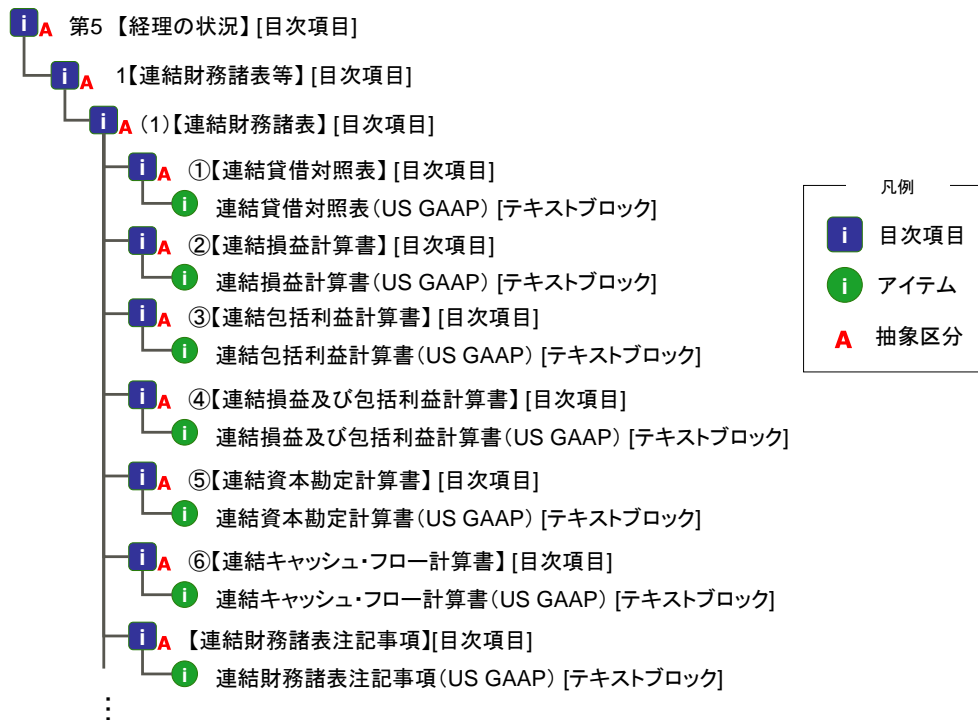 i A 第5 【経理の状況】 [目次項目]
i A 1【連結財務諸表等】 [目次項目]
i A (1)【連結財務諸表】 [目次項目]
i A ①【連結貸借対照表】 [目次項目]
i 連結貸借対照表(US GAAP) [テキストブロック]
i A ②【連結損益計算書】 [目次項目]
i 連結損益計算書(US GAAP) [テキストブロック]
i A ③【連結包括利益計算書】 [目次項目]
i 連結包括利益計算書(US GAAP) [テキストブロック]
i A ④【連結損益及び包括利益計算書】 [目次項目]
i 連結損益及び包括利益計算書(US GAAP) [テキストブロック]
i A ⑤【連結資本勘定計算書】 [目次項目]
i 連結資本勘定計算書(US GAAP) [テキストブロック]
i A ⑥【連結キャッシュ・フロー計算書】 [目次項目]
i 連結キャッシュ・フロー計算書(US GAAP) [テキストブロック]
i A 【連結財務諸表注記事項】[目次項目]
i 連結財務諸表注記事項(US GAAP) [テキストブロック]
⋮
凡例
i 目次項目
i アイテム
A 抽象区分